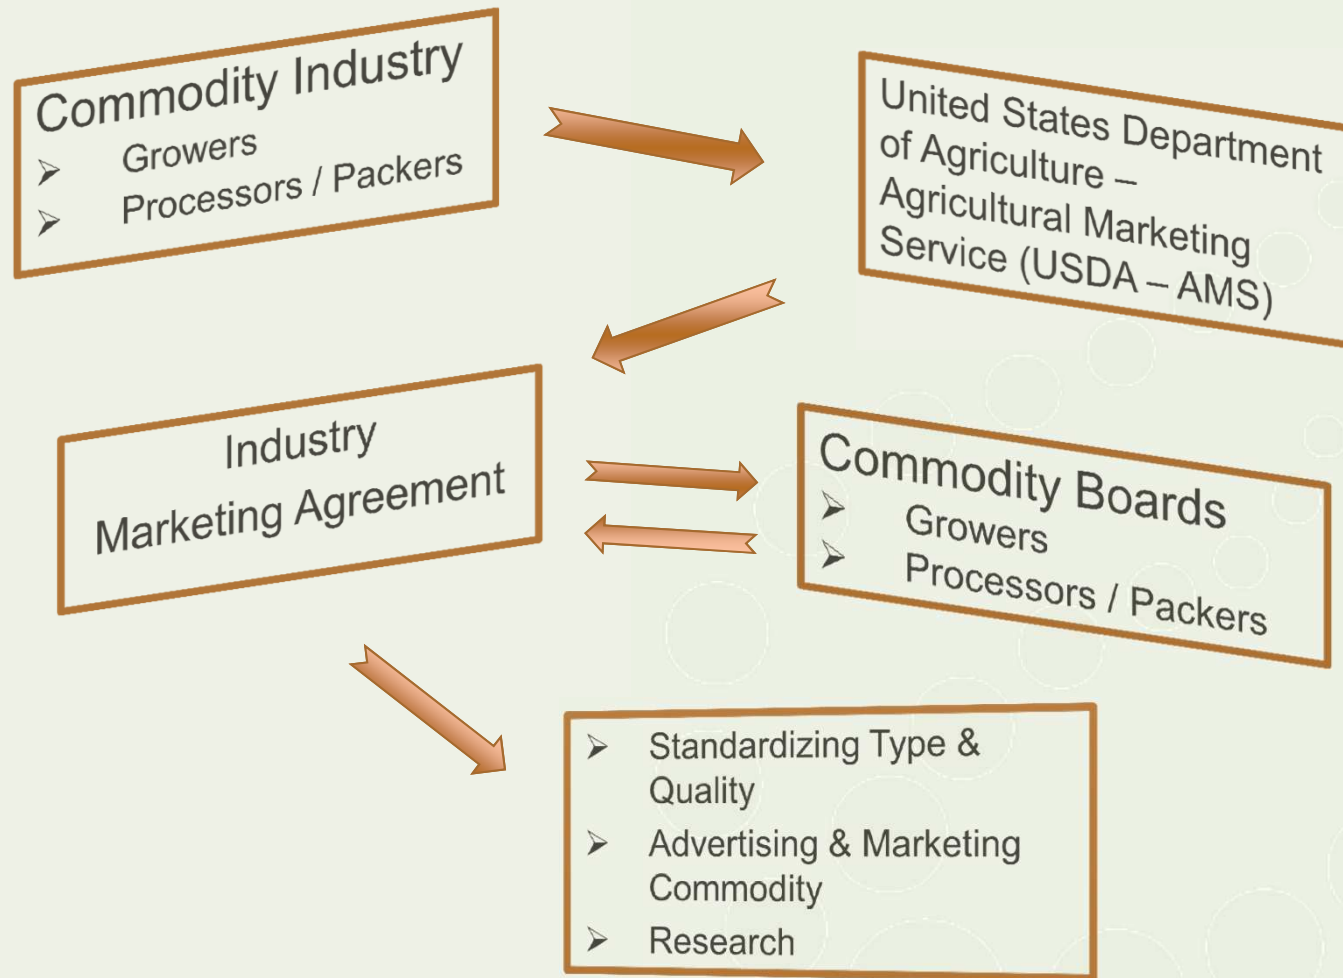 Commodity Industry
➢ Growers
➢ Processors / Packers
United States Department
of Agriculture –
Agricultural Marketing
Service (USDA – AMS)
Industry
Marketing Agreement
Commodity Boards
➢ Growers
➢ Processors / Packers
➢ Standardizing Type &
Quality
➢ Advertising & Marketing
Commodity
➢ Research